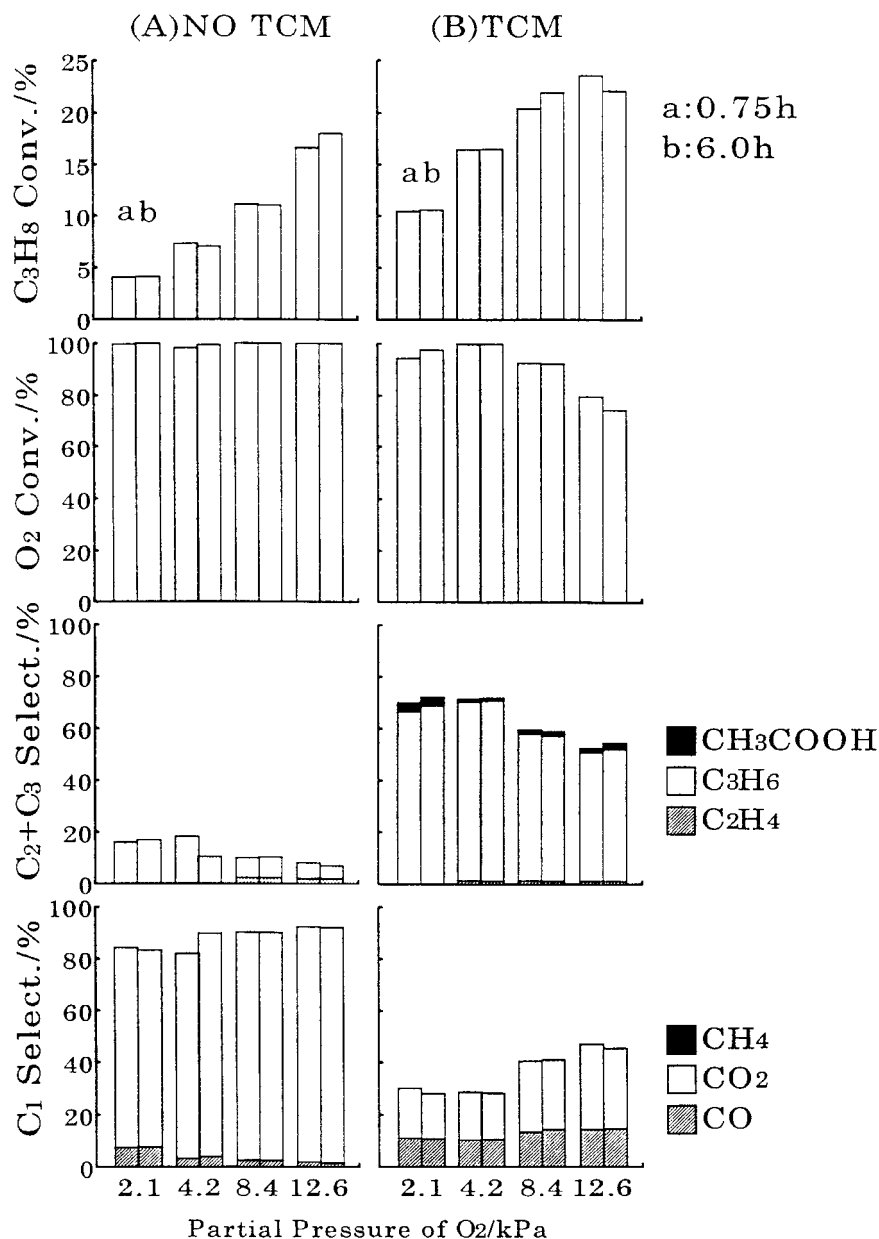 (A)NO TCM (B)TCM
C3H8 Conv./%
25
20
15
10
5
0
a b
a b
a:0.75h
b:6.0h
O2 Conv./%
100
80
60
40
20
0
C2+C3 Select./%
100
80
60
40
20
0
CH3COOH
C3H6
C2H4
C1 Select./%
100
80
60
40
20
0
CH4
CO2
CO
2.1 4.2 8.4 12.6 2.1 4.2 8.4 12.6
Partial Pressure of O2/kPa